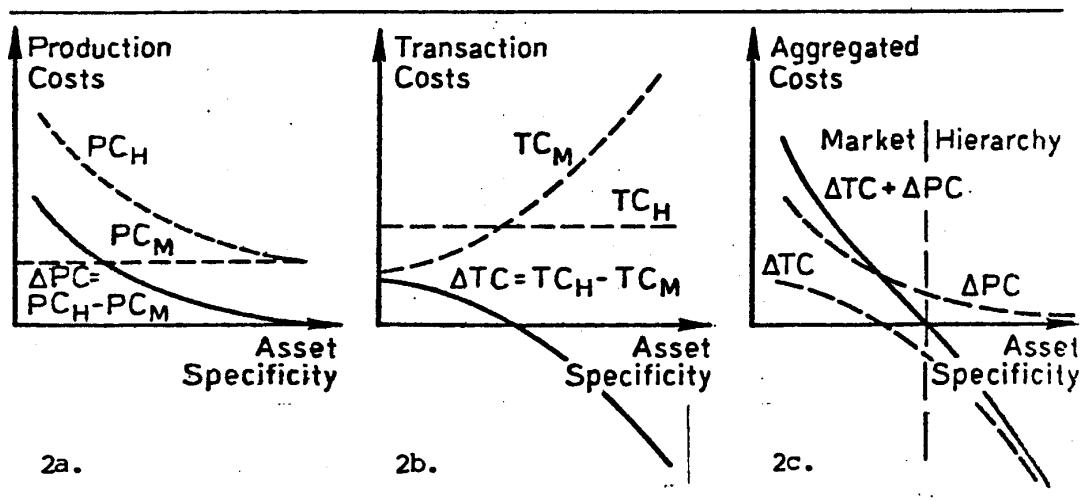 Production
Costs
PC_H
PC_M
ΔPC=
PC_H-PC_M
Asset
Specificity
2a.
Transaction
Costs
TC_M
TC_H
ΔTC=TC_H-TC_M
Asset
Specificity
2b.
Aggregated
Costs
Market Hierarchy
ΔTC+ΔPC
ΔTC
ΔPC
Asset
Specificity
2c.